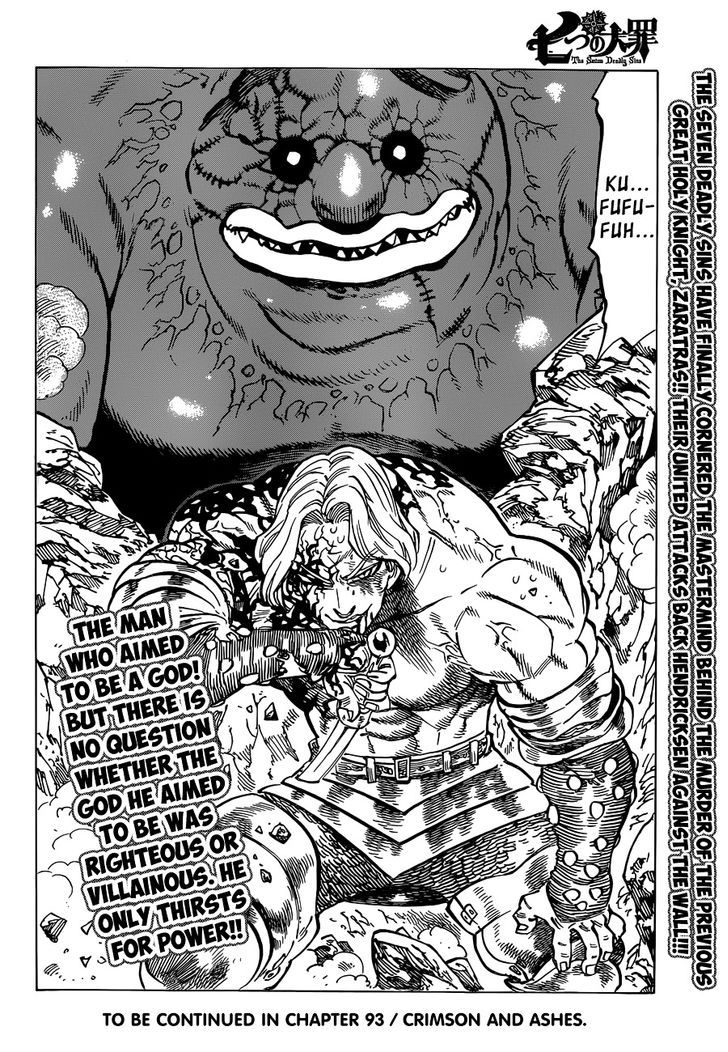 七つの大罪
The Seven Deadly Sins
THE SEVEN DEADLY SINS HAVE FINALLY CORNERED THE MASTERMIND BEHIND THE MURDER OF THE PREVIOUS
GREAT HOLY KNIGHT, ZARATRAS!! THEIR UNITED ATTACKS BACK HENDRICKSEN AGAINST THE WALL!!!
KU...
FUFU-
FUH...
THE MAN
WHO AIMED
TO BE A GOD!
BUT THERE IS
NO QUESTION
WHETHER THE
GOD HE AIMED
TO BE WAS
RIGHTEOUS OR
VILLAINOUS. HE
ONLY THIRSTS
FOR POWER!!
TO BE CONTINUED IN CHAPTER 93 / CRIMSON AND ASHES.